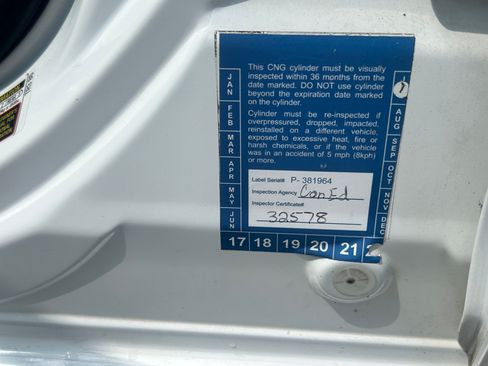 This CNG cylinder must be visually
inspected within 36 months from the
date marked. DO NOT use cylinder
beyond the expiration date marked
on the cylinder.
Cylinder must be re-inspected if
overpressured, dropped, impacted,
reinstalled on a different vehicle,
exposed to excessive heat, fire or
harsh chemicals, or if the vehicle
was in an accident of 5 mph (8kph)
or more.
Label Serial# P- 381964
Inspection Agency ConEd
Inspector Certificate#
32578
JAN
FEB
MAR
APR
MAY
JUN
AUG
SEP
OCT
NOV
DEC
17 18 19 20 21